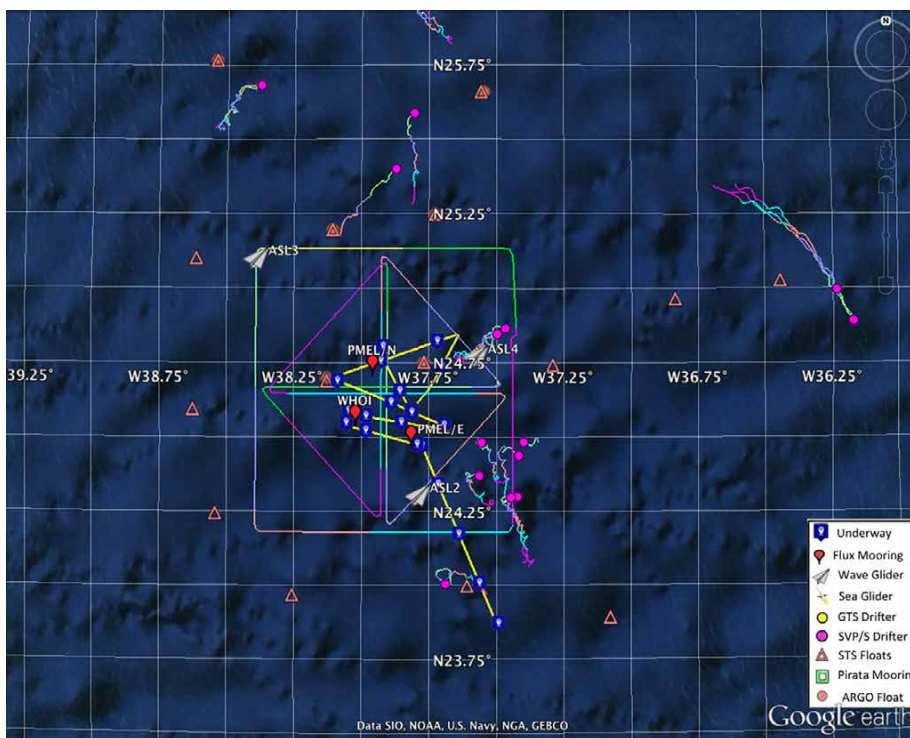 N
N25.75°
N25.25°
ASL3
PMEL/N
ASL4
N24.75°
39.25°
W38.75°
W38.25°
W37.75°
W37.25°
W36.75°
W36.25°
WHOI
PMEL/E
ASL2
N24.25°
N23.75°
Underway
Flux Mooring
Wave Glider
Sea Glider
GTS Drifter
SVP/S Drifter
STS Floats
Pirata Moorin
ARGO Float
Data SIO, NOAA, U.S. Navy, NGA, GEBCO
Google earth